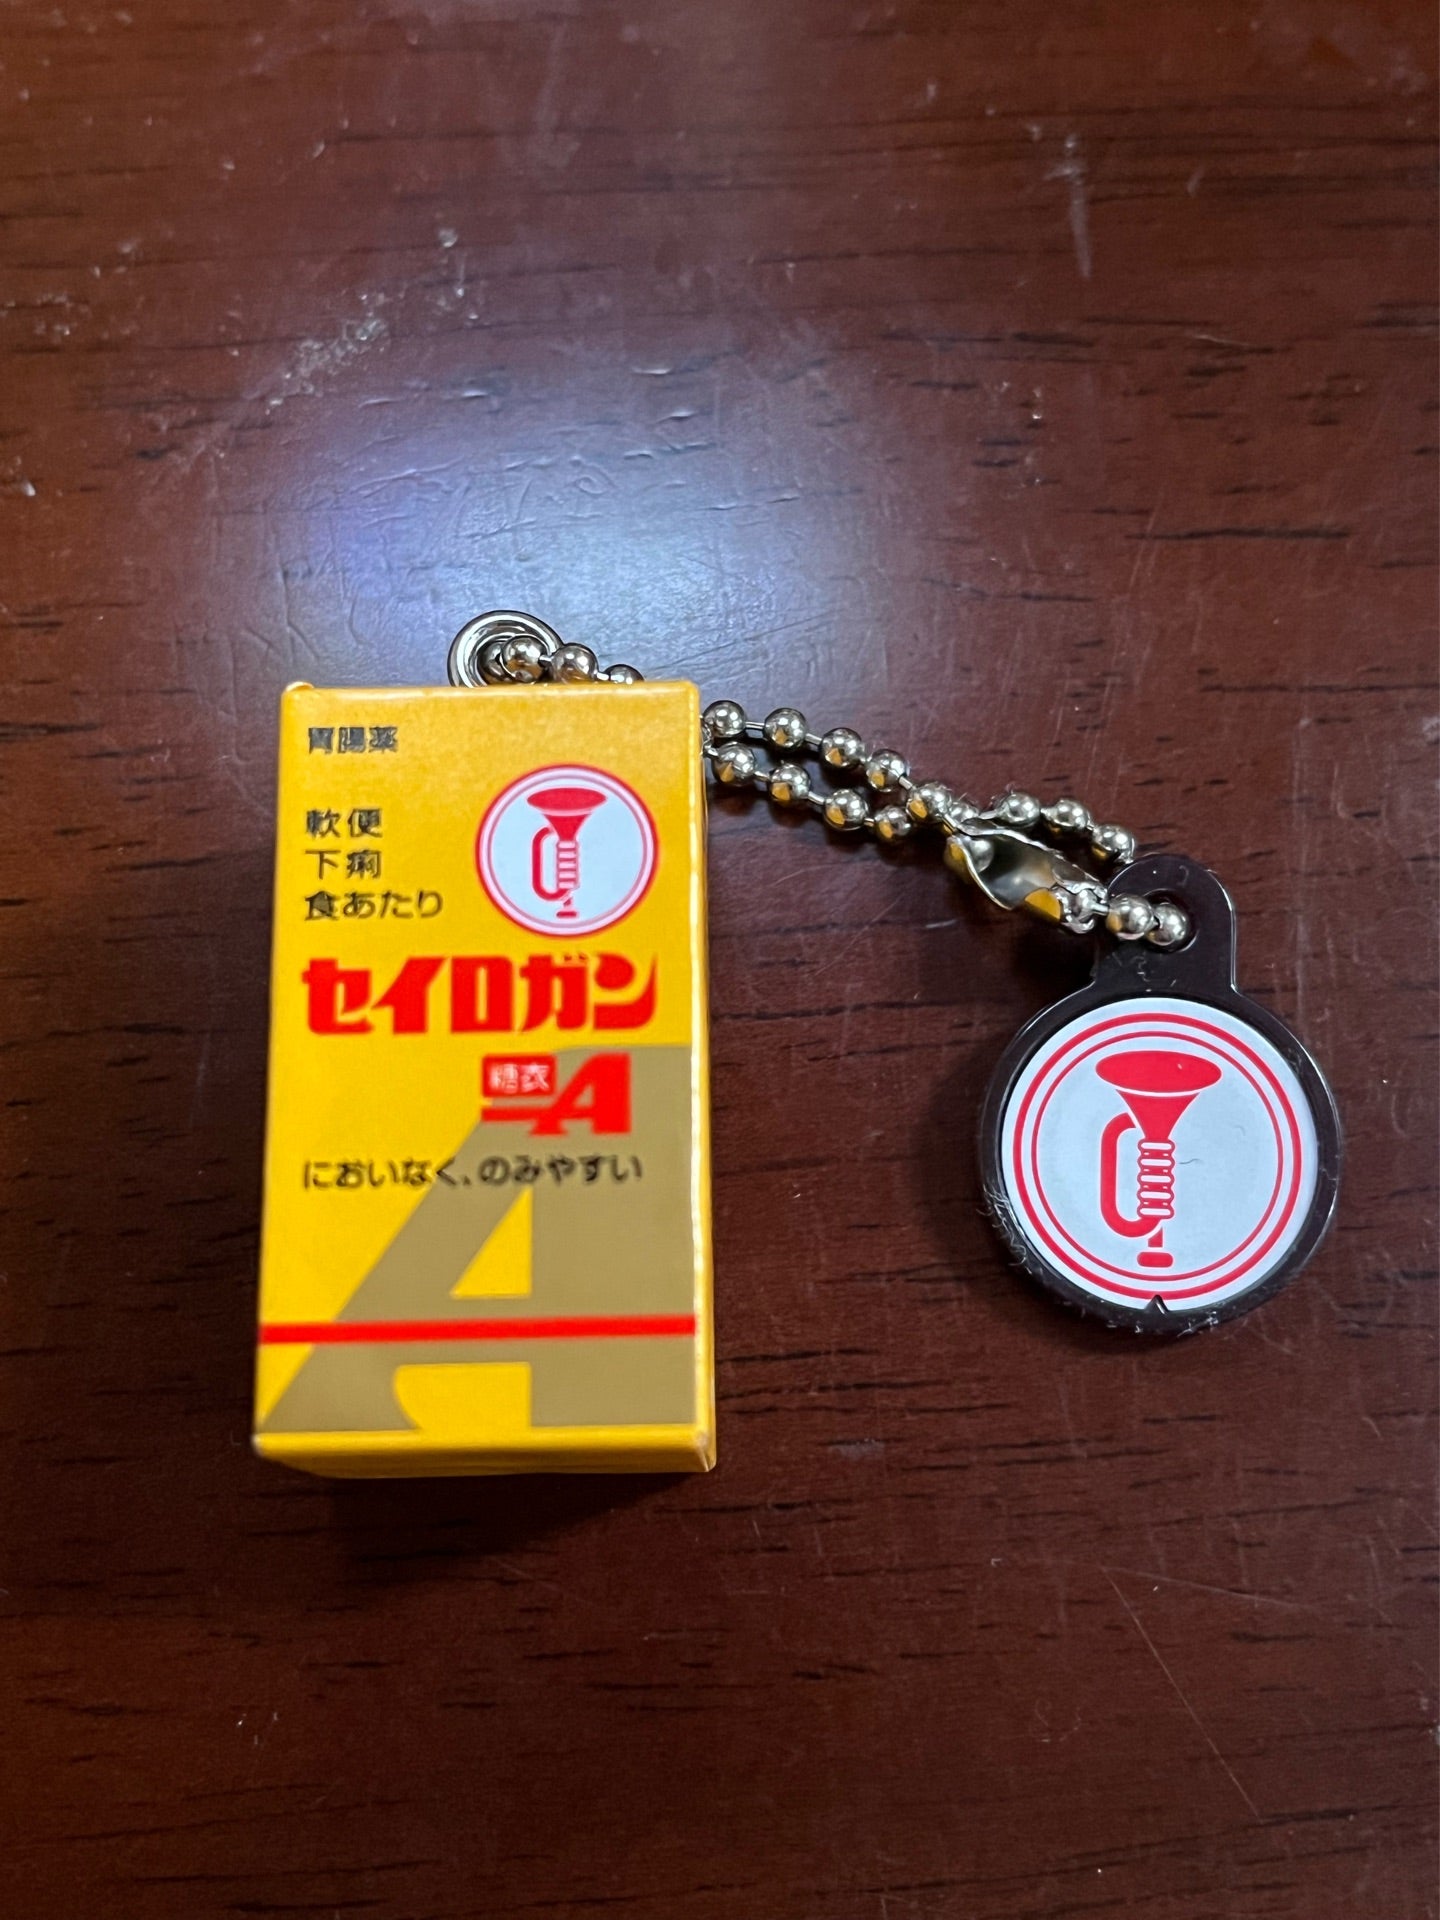 胃腸薬
軟便
下痢
食あたり
セイロガン
糖衣A
においなく、のみやすい
A